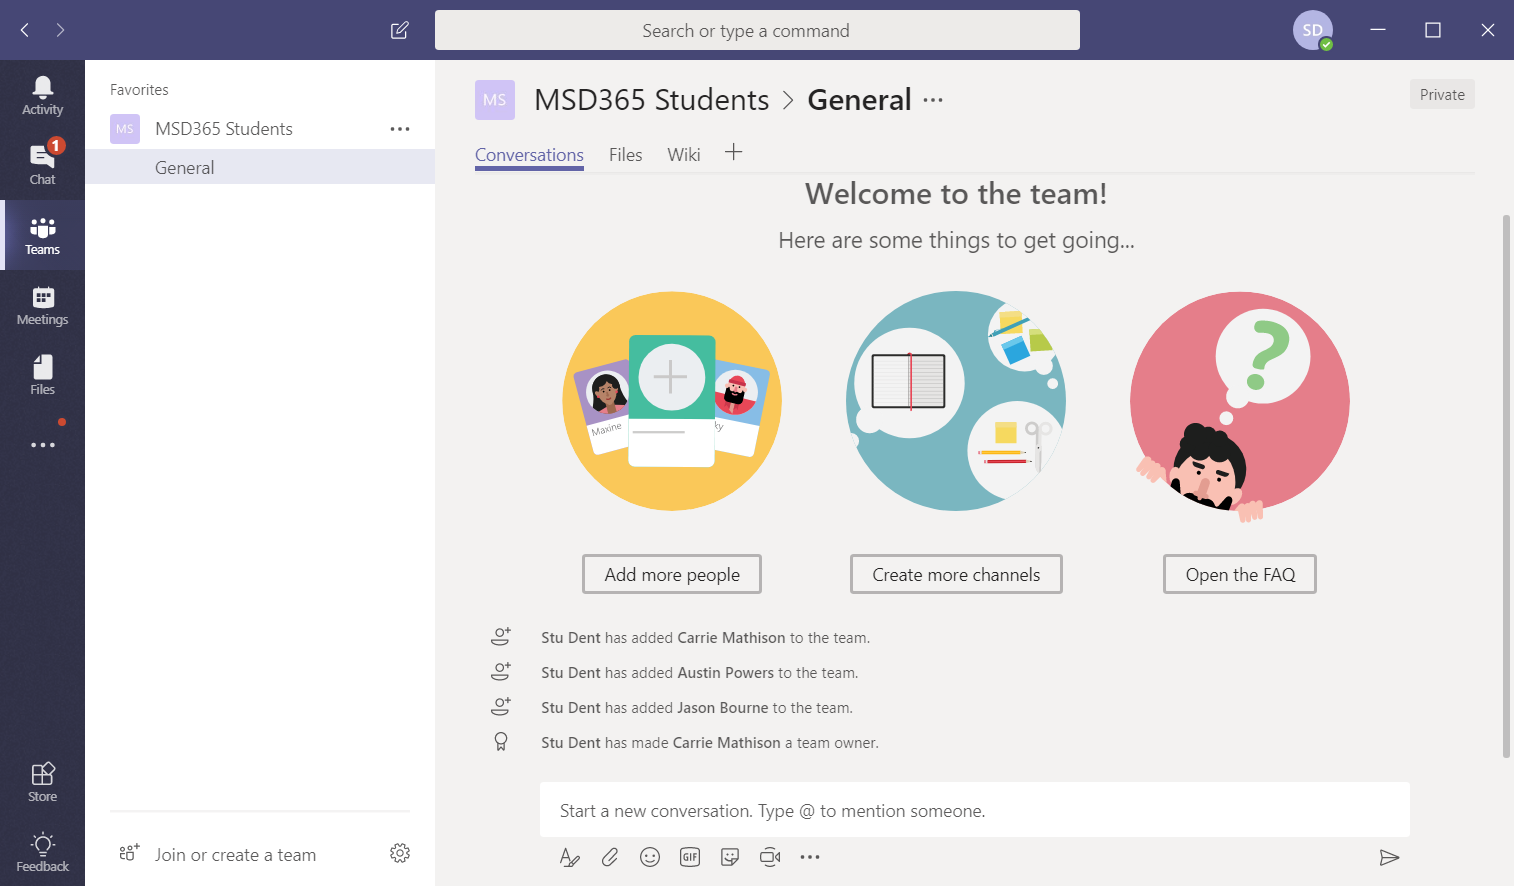 Search or type a command
SD
Activity
1
Chat
Teams
Meetings
Files
Store
Feedback
Favorites
MS MSD365 Students
General
Join or create a team
MS MSD365 Students > General
Private
Conversations Files Wiki
Welcome to the team!
Here are some things to get going...
Maxine
ky
?
Add more people
Create more channels
Open the FAQ
Stu Dent has added Carrie Mathison to the team.
Stu Dent has added Austin Powers to the team.
Stu Dent has added Jason Bourne to the team.
Stu Dent has made Carrie Mathison a team owner.
Start a new conversation. Type @ to mention someone.
GIF